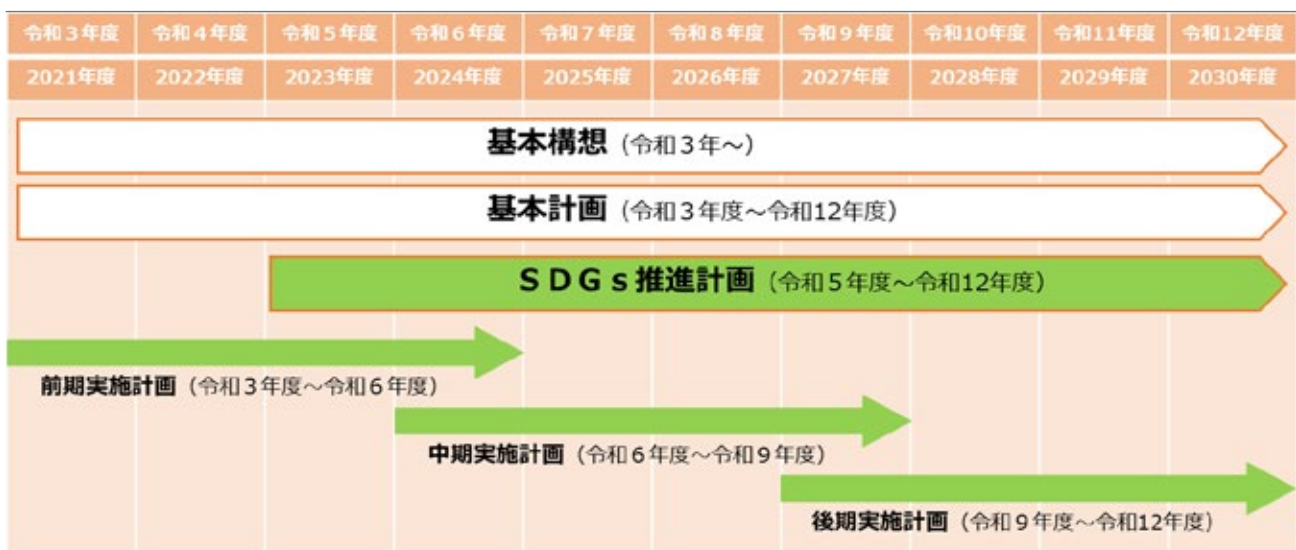 令和3年度 令和4年度 令和5年度 令和6年度 令和7年度 令和8年度 令和9年度 令和10年度 令和11年度 令和12年度
2021年度 2022年度 2023年度 2024年度 2025年度 2026年度 2027年度 2028年度 2029年度 2030年度
基本構想（令和３年～）
基本計画（令和３年度～令和12年度）
ＳＤＧｓ推進計画（令和５年度～令和12年度）
前期実施計画（令和３年度～令和６年度）
中期実施計画（令和６年度～令和９年度）
後期実施計画（令和９年度～令和12年度）